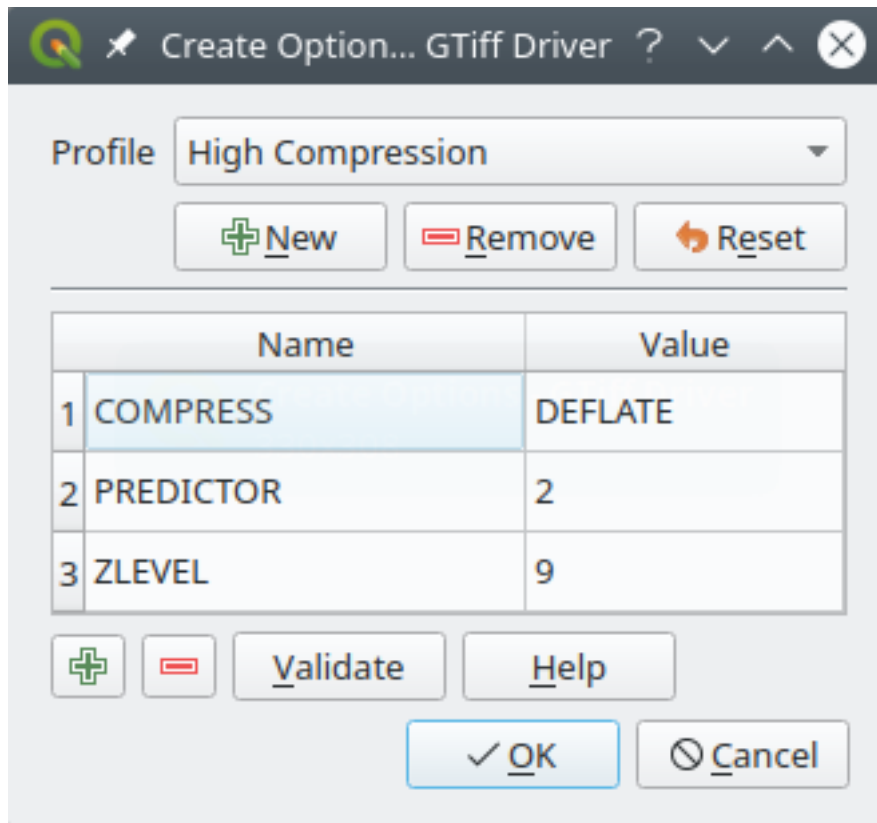 Create Option... GTiff Driver ?
Profile High Compression
New Remove Reset
Name Value
1 COMPRESS DEFLATE
2 PREDICTOR 2
3 ZLEVEL 9
Validate Help
OK Cancel